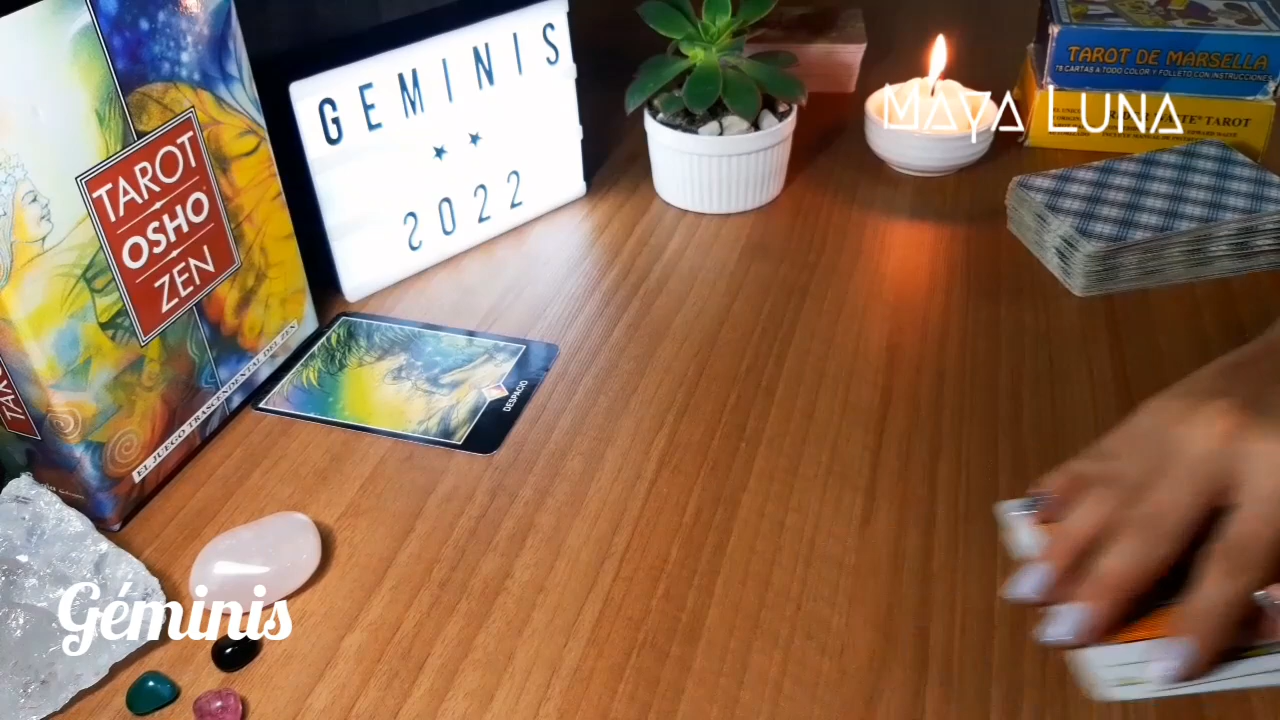 GEMINIS
2022
TAROT
OSHO
ZEN
EL JUEGO TRASCENDENTAL DEL ZEN
TAR
DESPACIO
TAROT DE MARSELLA
78 CARTAS A TODO COLOR Y FOLLETO CON INSTRUCCIONES
TAROT
MAYA LUNA
Géminis